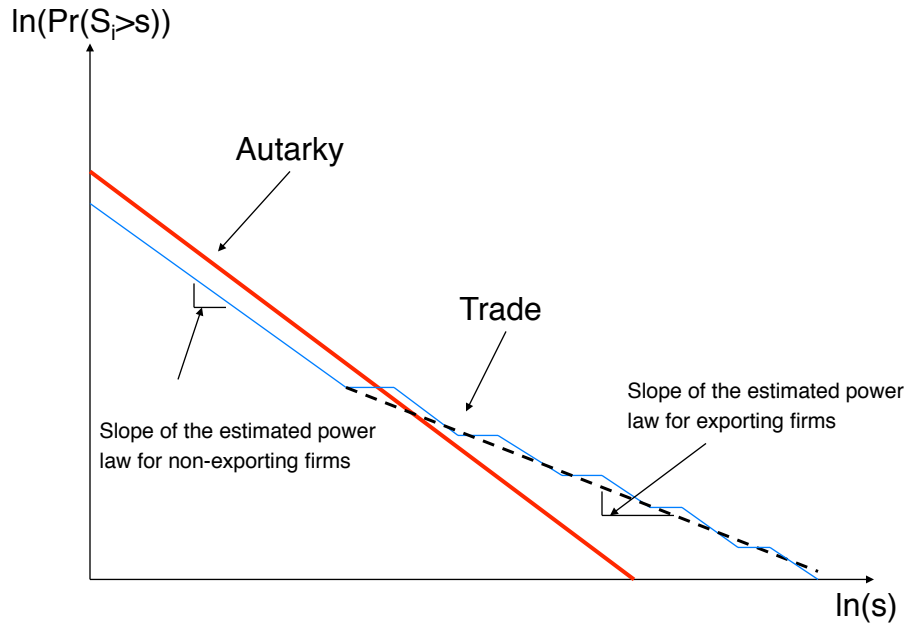 ln(Pr(Si>s))
Autarky
Trade
Slope of the estimated power
law for exporting firms
Slope of the estimated power
law for non-exporting firms
ln(s)